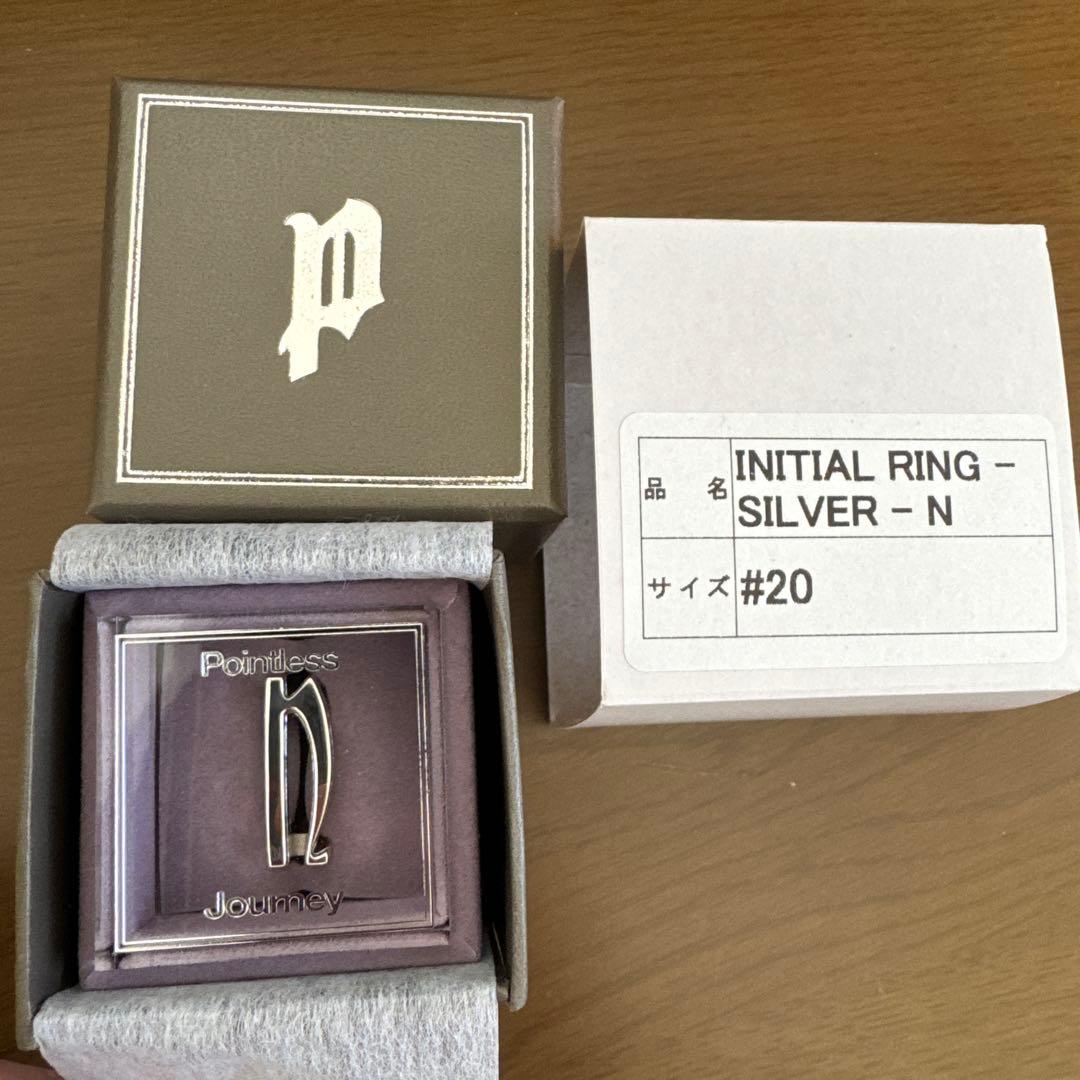 p
品 名 INITIAL RING –
SILVER – N
サイズ #20
Pointless
n
Journey